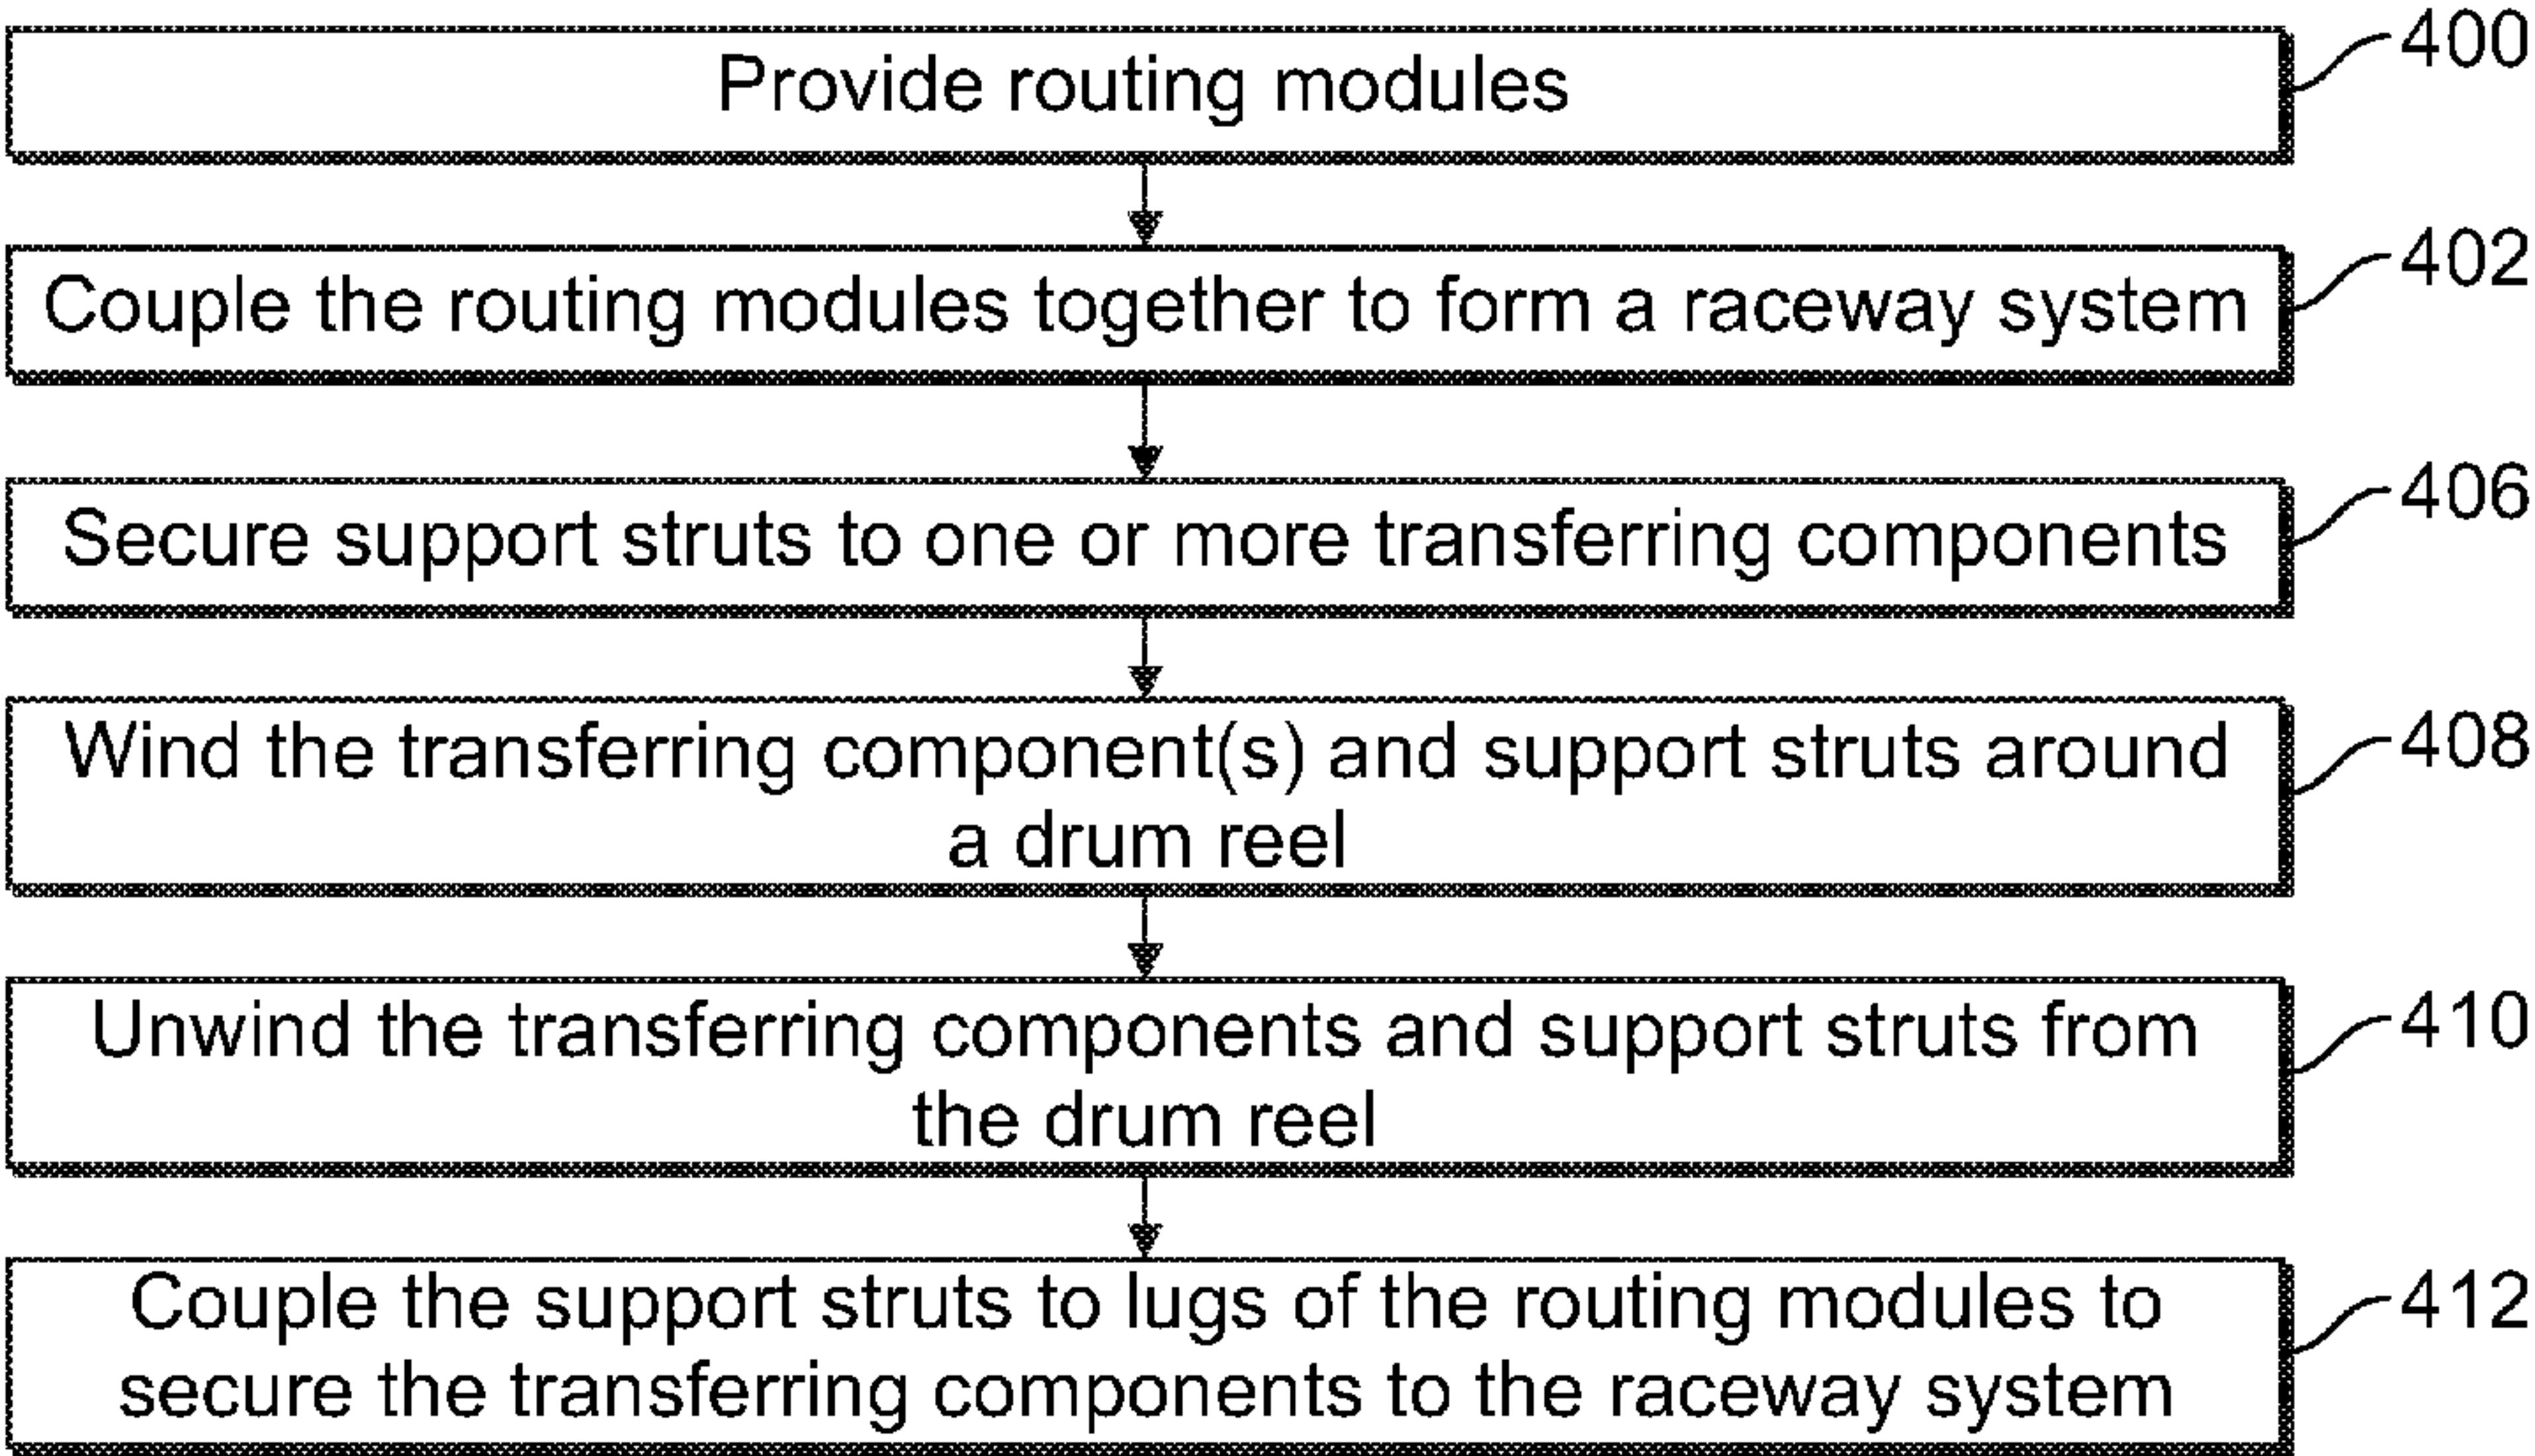 Provide routing modules
400
Couple the routing modules together to form a raceway system
402
Secure support struts to one or more transferring components
406
Wind the transferring component(s) and support struts around
a drum reel
408
Unwind the transferring components and support struts from
the drum reel
410
Couple the support struts to lugs of the routing modules to
secure the transferring components to the raceway system
412